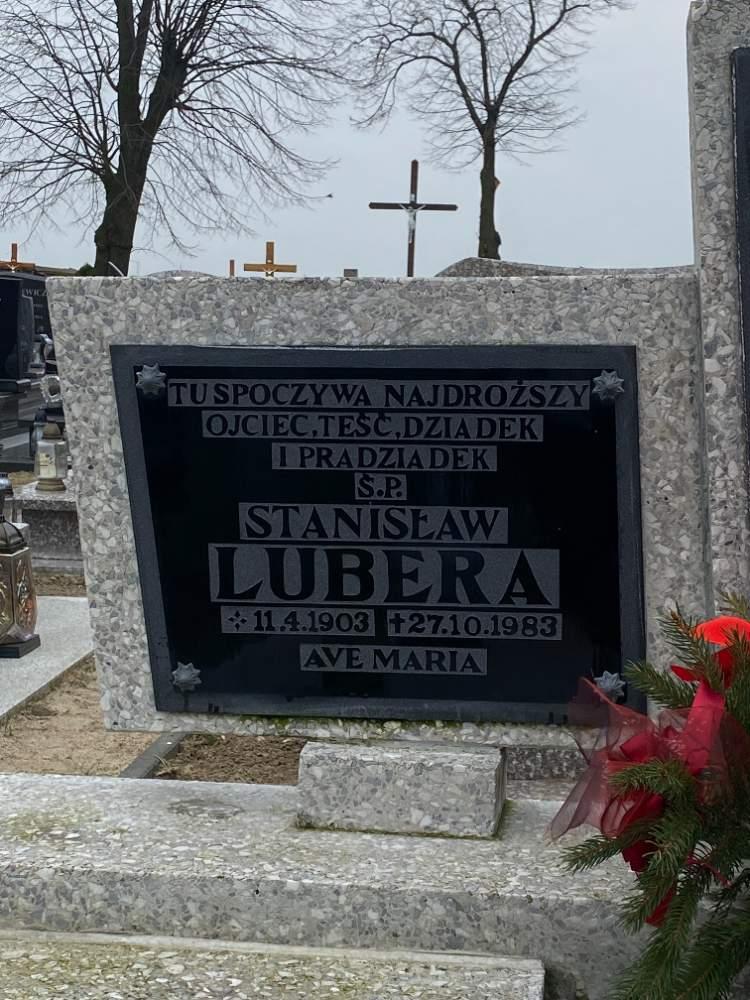 TU SPOCZYWA NAJDROŻSZY
OJCIEC, TEŚĆ, DZIADEK
I PRADZIADEK
Ś.P.
STANISŁAW
LUBERA
11.4.1903 †27.10.1983
AVE MARIA